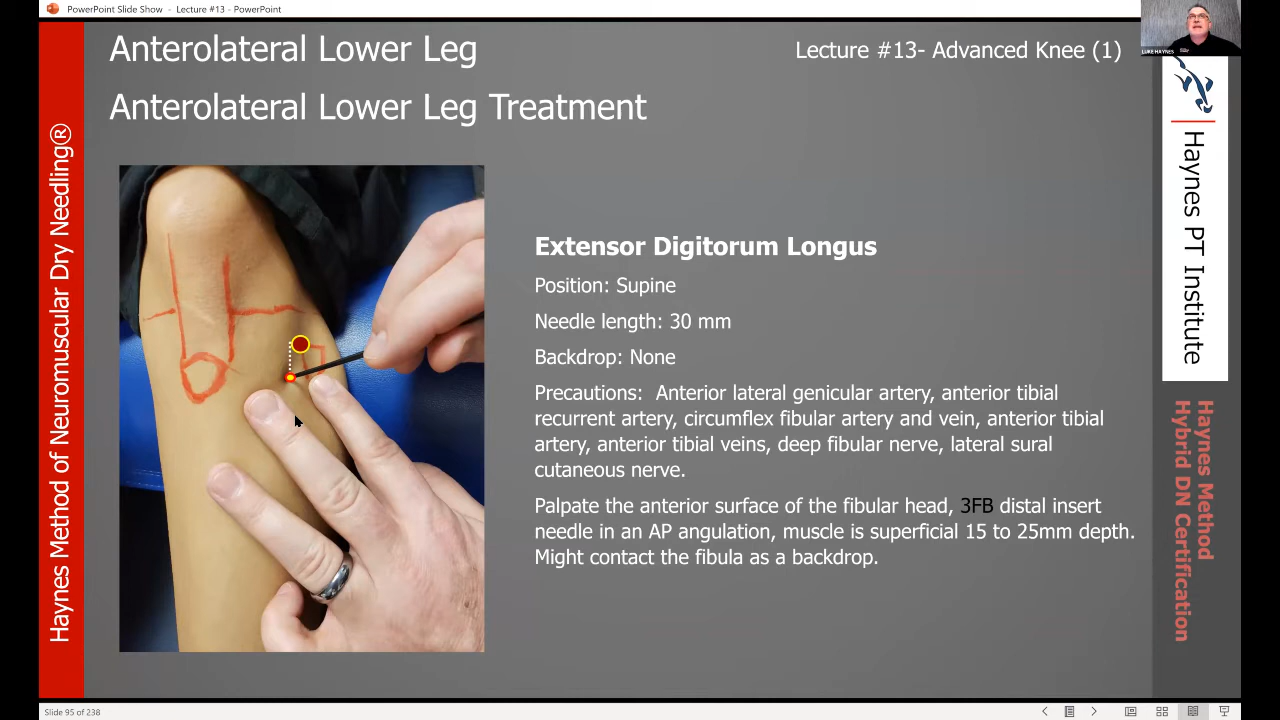 PowerPoint Slide Show - Lecture #13 - PowerPoint
LUKE HAYNES
Anterolateral Lower Leg
Lecture #13- Advanced Knee (1)
Anterolateral Lower Leg Treatment
Haynes Method of Neuromuscular Dry Needling®
Extensor Digitorum Longus
Position: Supine
Needle length: 30 mm
Backdrop: None
Precautions: Anterior lateral genicular artery, anterior tibial
recurrent artery, circumflex fibular artery and vein, anterior tibial
artery, anterior tibial veins, deep fibular nerve, lateral sural
cutaneous nerve.
Palpate the anterior surface of the fibular head, 3FB distal insert
needle in an AP angulation, muscle is superficial 15 to 25mm depth.
Might contact the fibula as a backdrop.
Haynes PT Institute
Haynes Method
Hybrid DN Certification
Slide 95 of 238